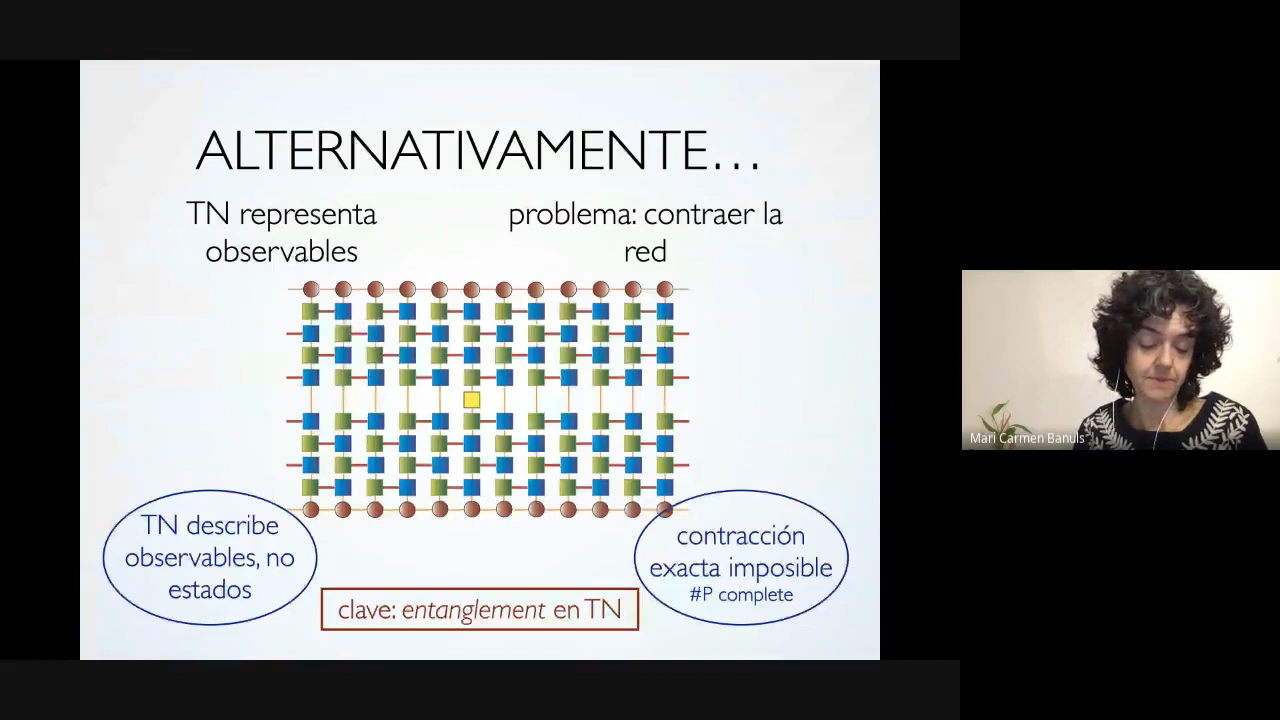 ALTERNATIVAMENTE...
TN representa
observables
problema: contraer la
red
TN describe
observables, no
estados
contracción
exacta imposible
#P complete
clave: entanglement en TN
Mari Carmen Banuls